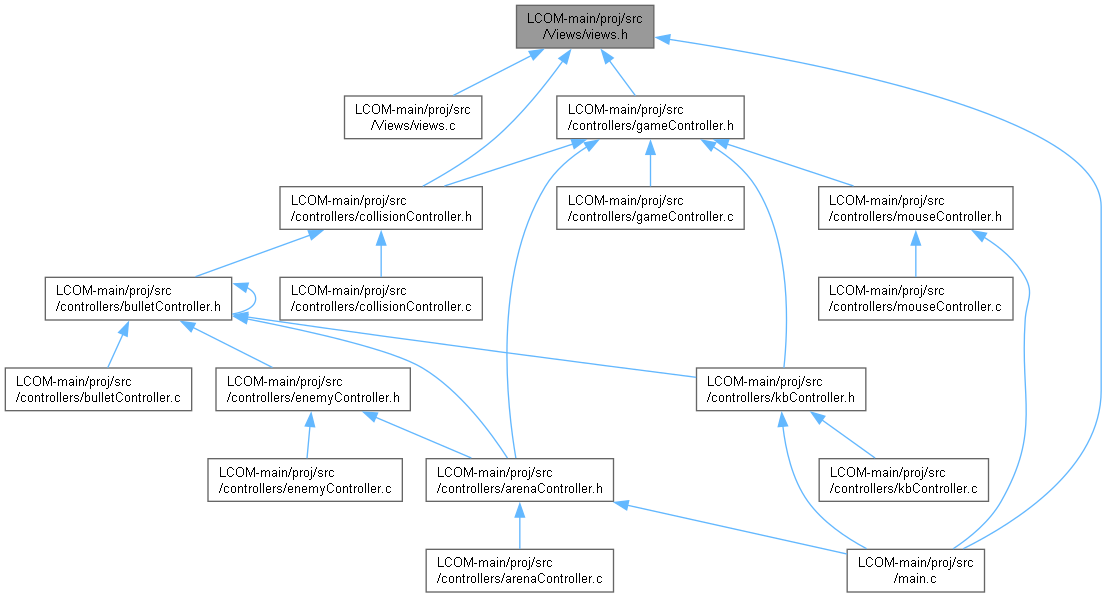 LCOM-main/proj/src
/Views/views.h
LCOM-main/proj/src
/Views/views.c
LCOM-main/proj/src
/controllers/gameController.h
LCOM-main/proj/src
/controllers/collisionController.h
LCOM-main/proj/src
/controllers/gameController.c
LCOM-main/proj/src
/controllers/mouseController.h
LCOM-main/proj/src
/controllers/bulletController.h
LCOM-main/proj/src
/controllers/collisionController.c
LCOM-main/proj/src
/controllers/mouseController.c
LCOM-main/proj/src
/controllers/bulletController.c
LCOM-main/proj/src
/controllers/enemyController.h
LCOM-main/proj/src
/controllers/kbController.h
LCOM-main/proj/src
/controllers/enemyController.c
LCOM-main/proj/src
/controllers/arenaController.h
LCOM-main/proj/src
/controllers/kbController.c
LCOM-main/proj/src
/controllers/arenaController.c
LCOM-main/proj/src
/main.c